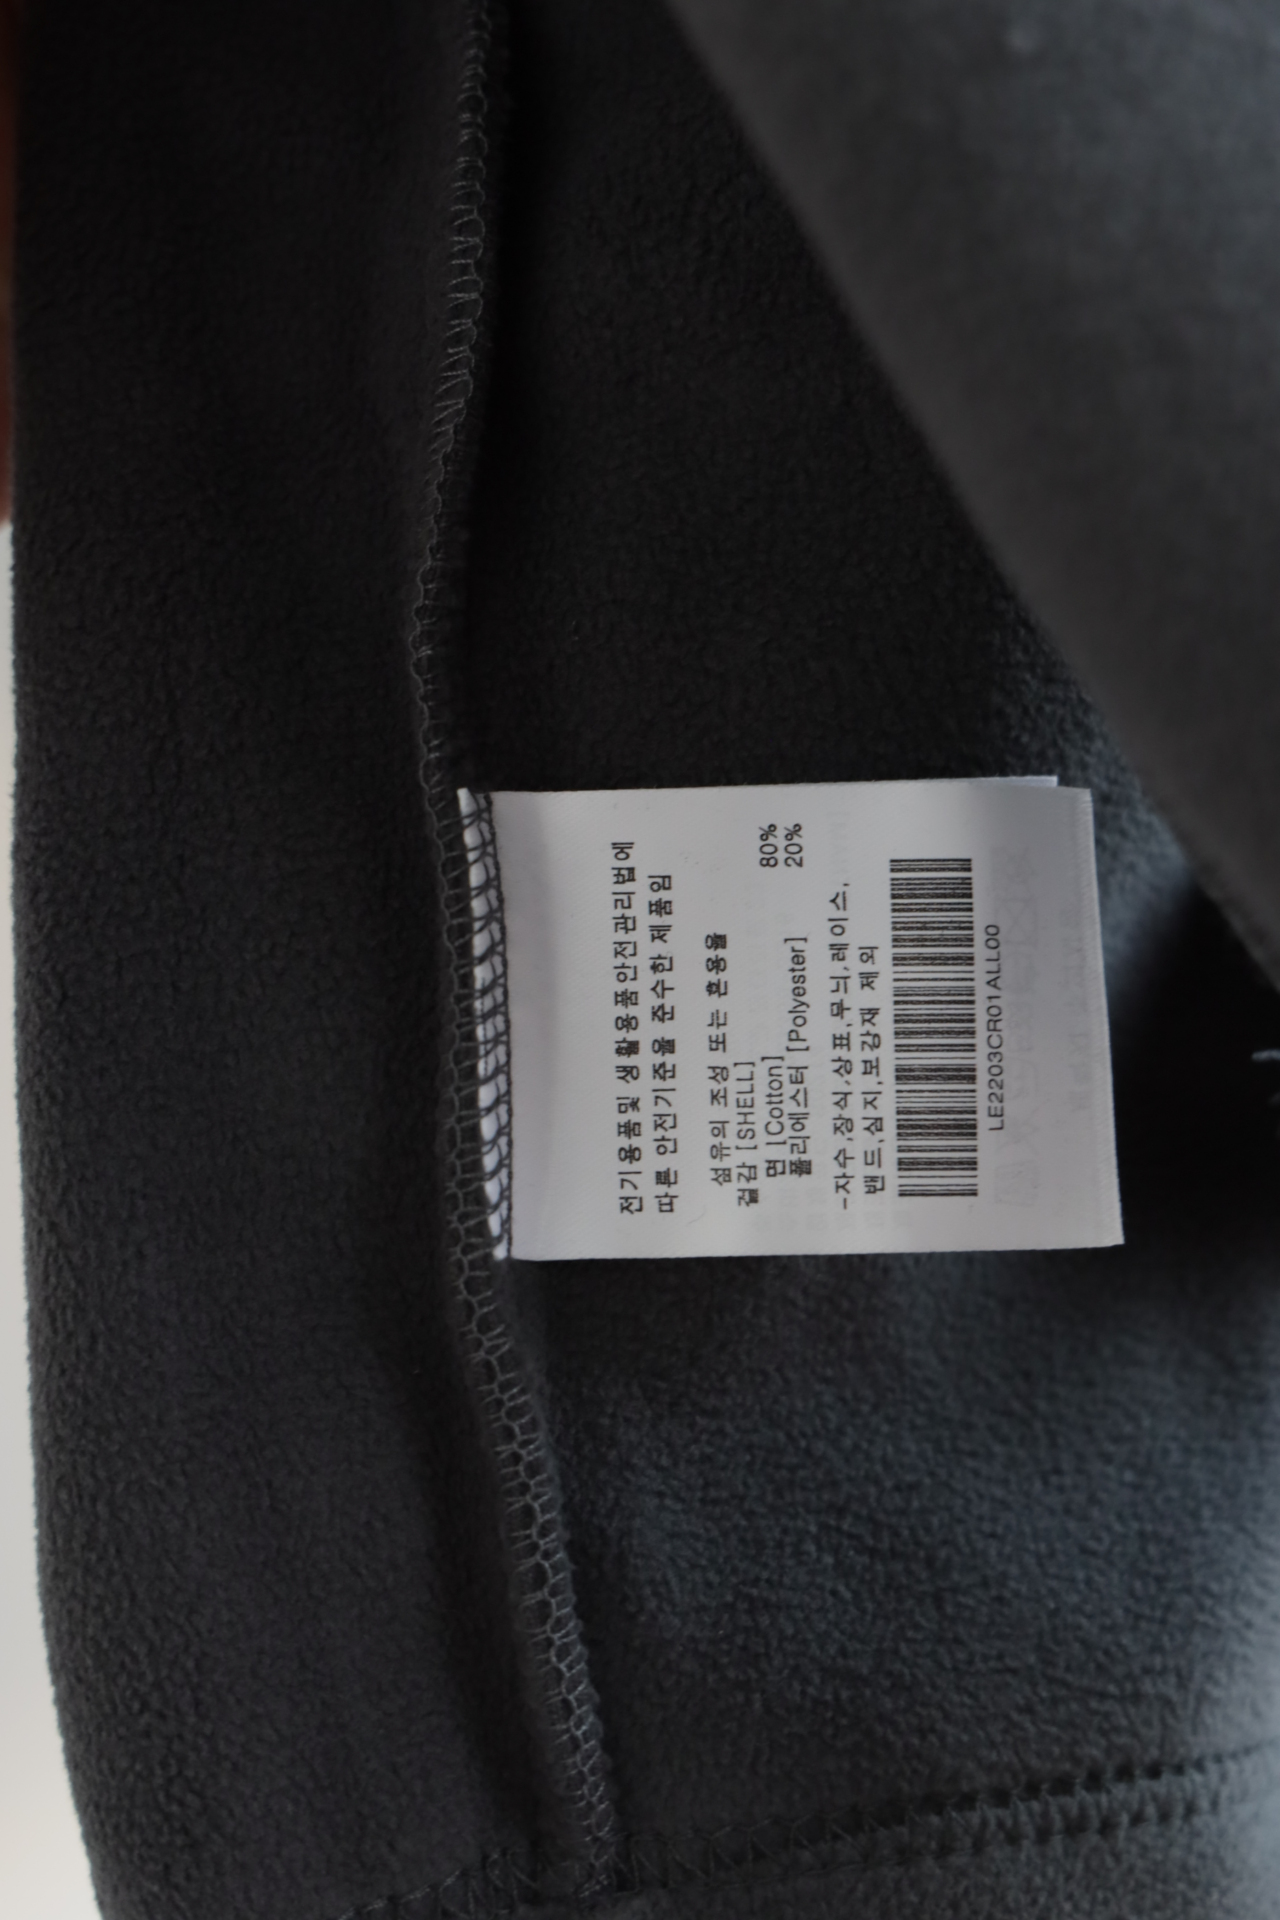 전기용품및 생활용품안전관리법에
따른 안전기준을 준수한 제품임
섬유의 조성 또는 혼용율
겉감 [SHELL]
면 [Cotton] 80%
폴리에스터 [Polyester] 20%
-자수,장식,상표,무늬,레이스,
밴드,심지,보강재 제외
LE2203CR01ALL00